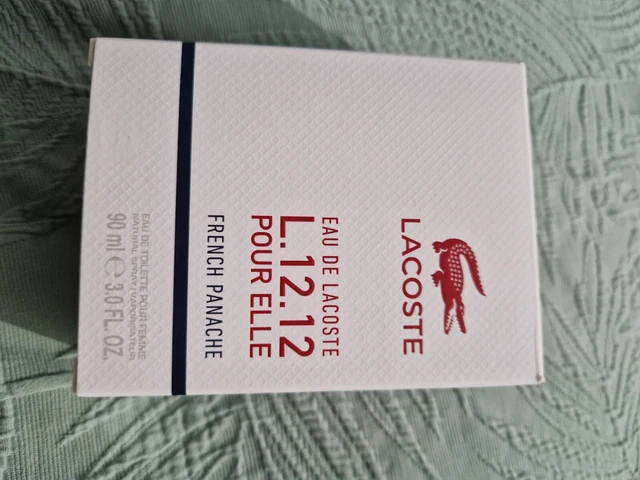 LACOSTE
EAU DE LACOSTE
L.12.12
POUR ELLE
FRENCH PANACHE
EAU DE TOILETTE POUR FEMME
NATURAL SPRAY / VAPORISATEUR
90 ml ℮ 3.0 FL. OZ.